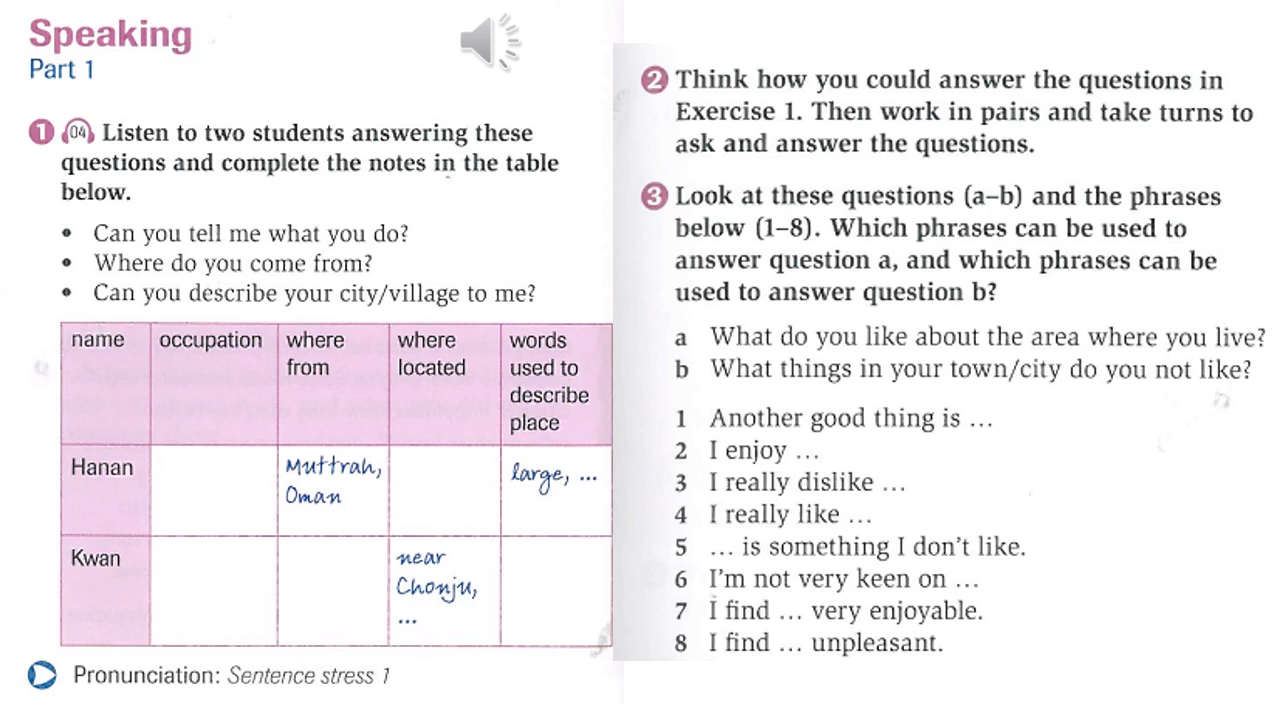 Speaking
Part 1
1 04 Listen to two students answering these
questions and complete the notes in the table
below.
• Can you tell me what you do?
• Where do you come from?
• Can you describe your city/village to me?
name occupation where from where located words used to describe place
Hanan Muttrah, Oman large, ...
Kwan near Chonju, ...
Pronunciation: Sentence stress 1
2 Think how you could answer the questions in
Exercise 1. Then work in pairs and take turns to
ask and answer the questions.
3 Look at these questions (a–b) and the phrases
below (1–8). Which phrases can be used to
answer question a, and which phrases can be
used to answer question b?
a What do you like about the area where you live?
b What things in your town/city do you not like?
1 Another good thing is ...
2 I enjoy ...
3 I really dislike ...
4 I really like ...
5 ... is something I don't like.
6 I'm not very keen on ...
7 I find ... very enjoyable.
8 I find ... unpleasant.